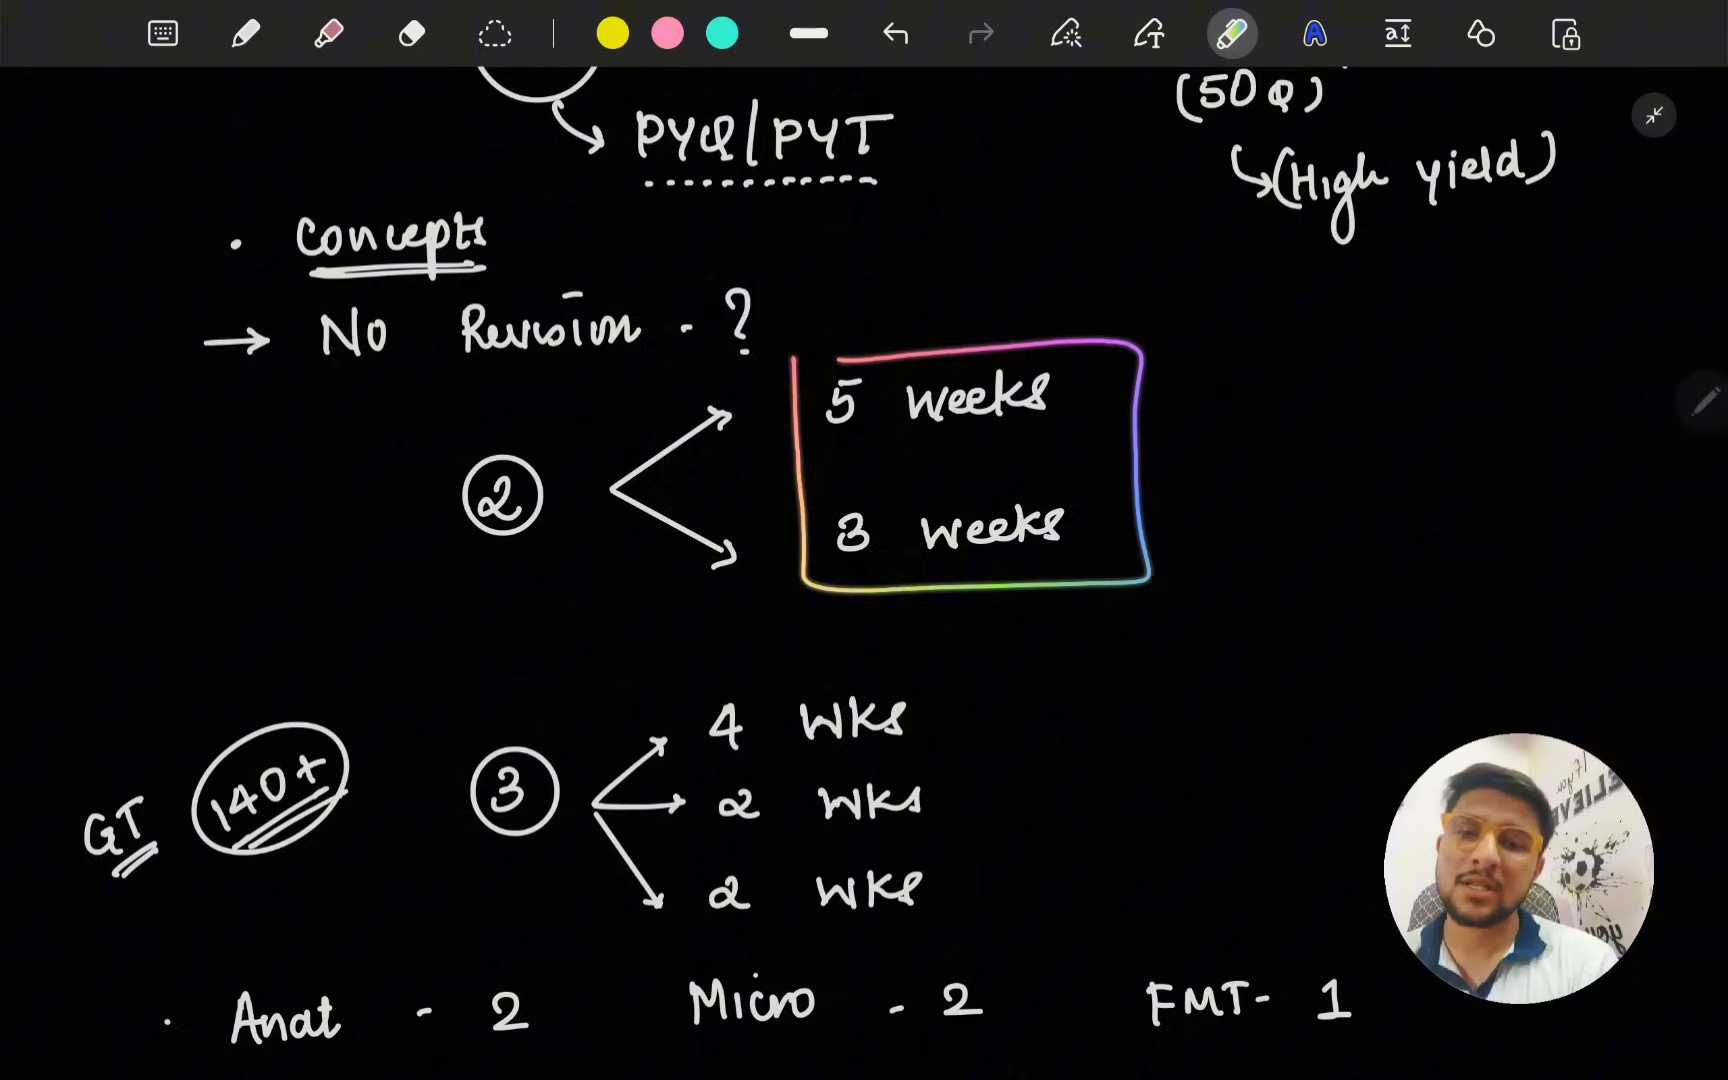 (50 Q)
PYQ/PYT
(High yield)
· Concepts
→ No Revision - ?
5 weeks
2
3 weeks
4 wks
GT 140+ 3 2 wks
2 wks
· Anat - 2 Micro - 2 FMT- 1